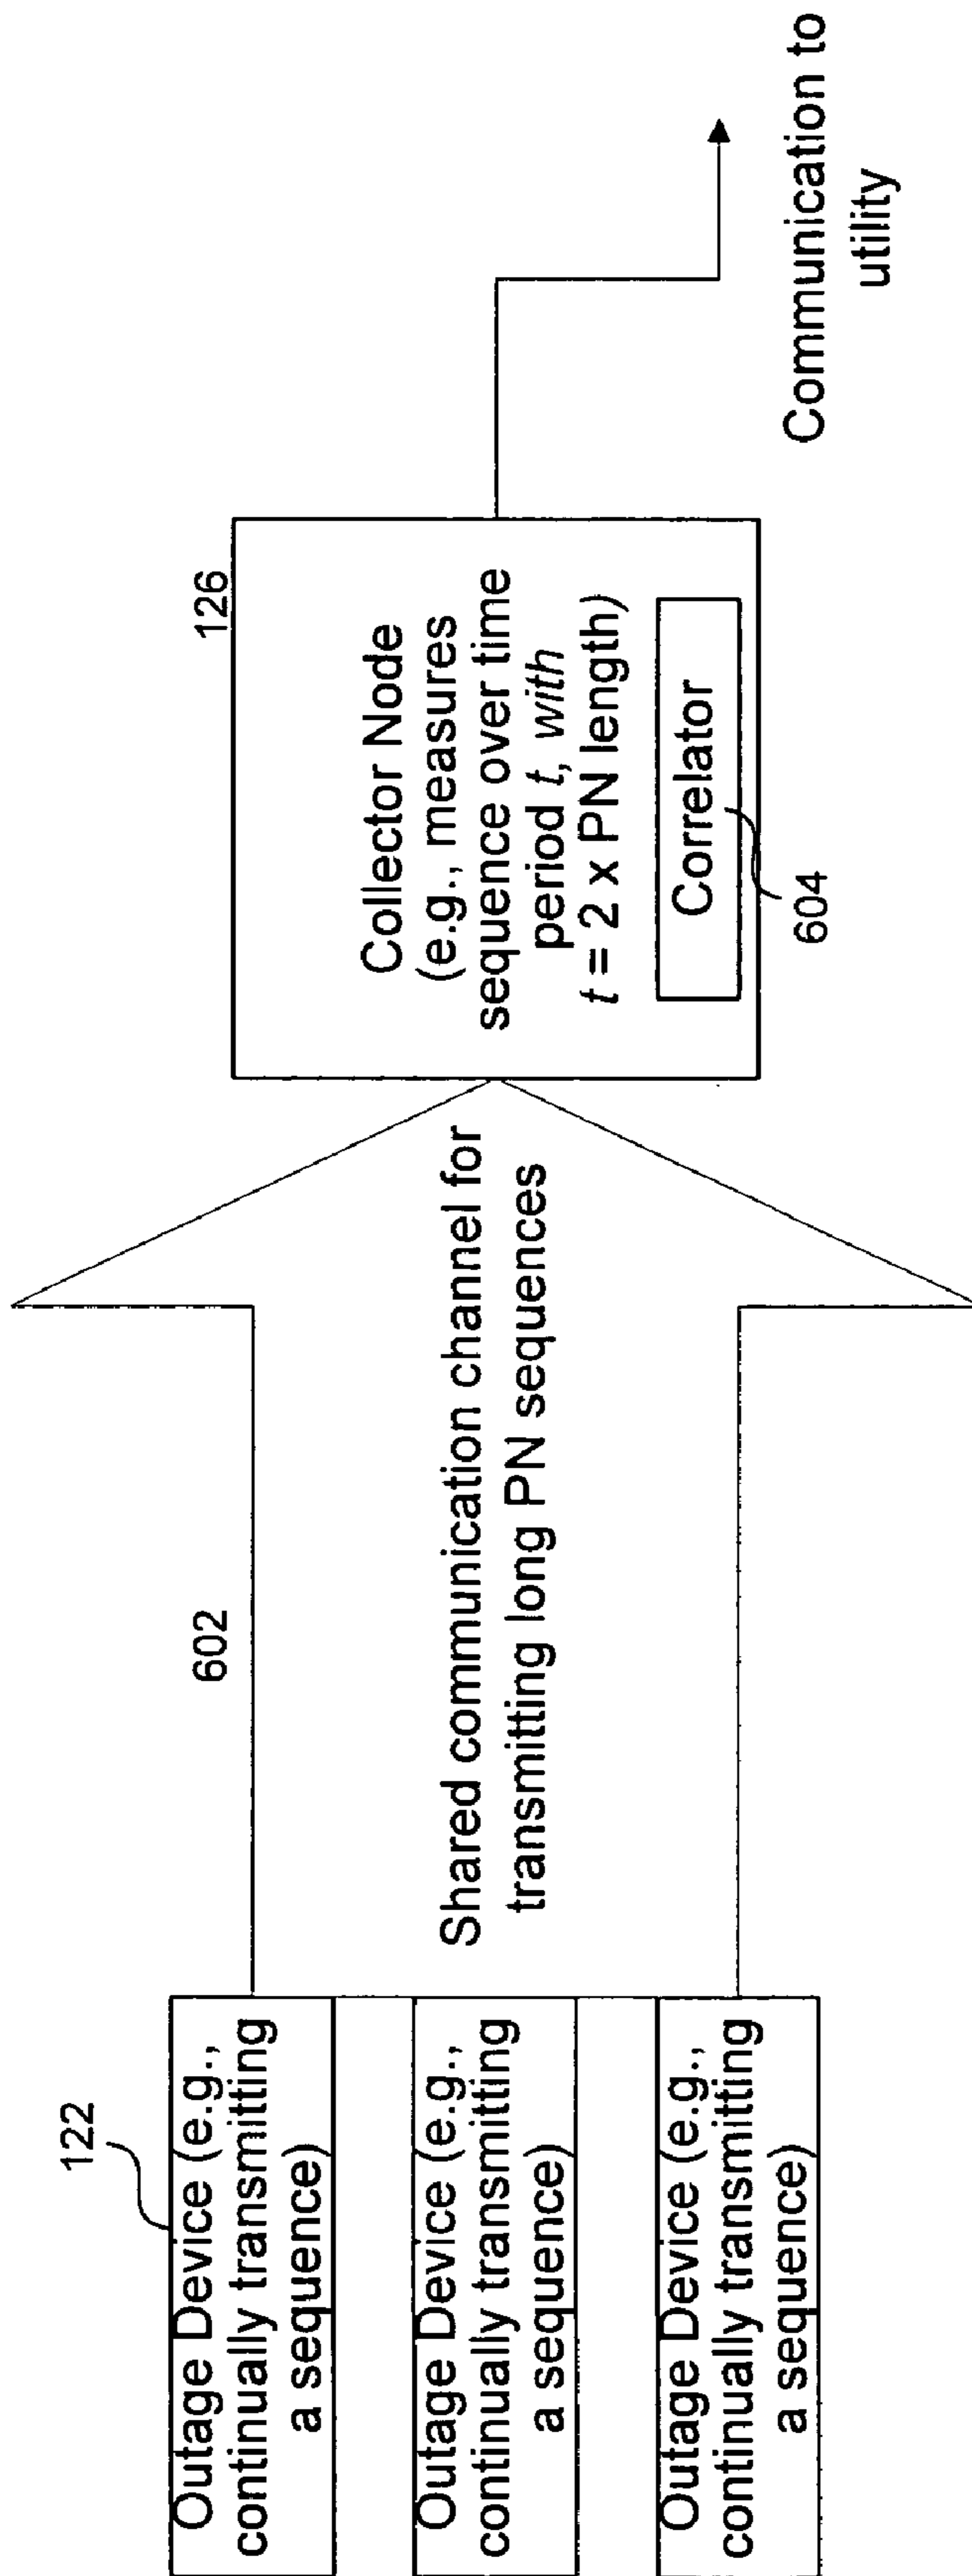 122
Outage Device (e.g.,
continually transmitting
a sequence)
Outage Device (e.g.,
continually transmitting
a sequence)
Outage Device (e.g.,
continually transmitting
a sequence)
602
Shared communication channel for
transmitting long PN sequences
126
Collector Node
(e.g., measures
sequence over time
period t, with
t = 2 x PN length)
Correlator
604
Communication to
utility